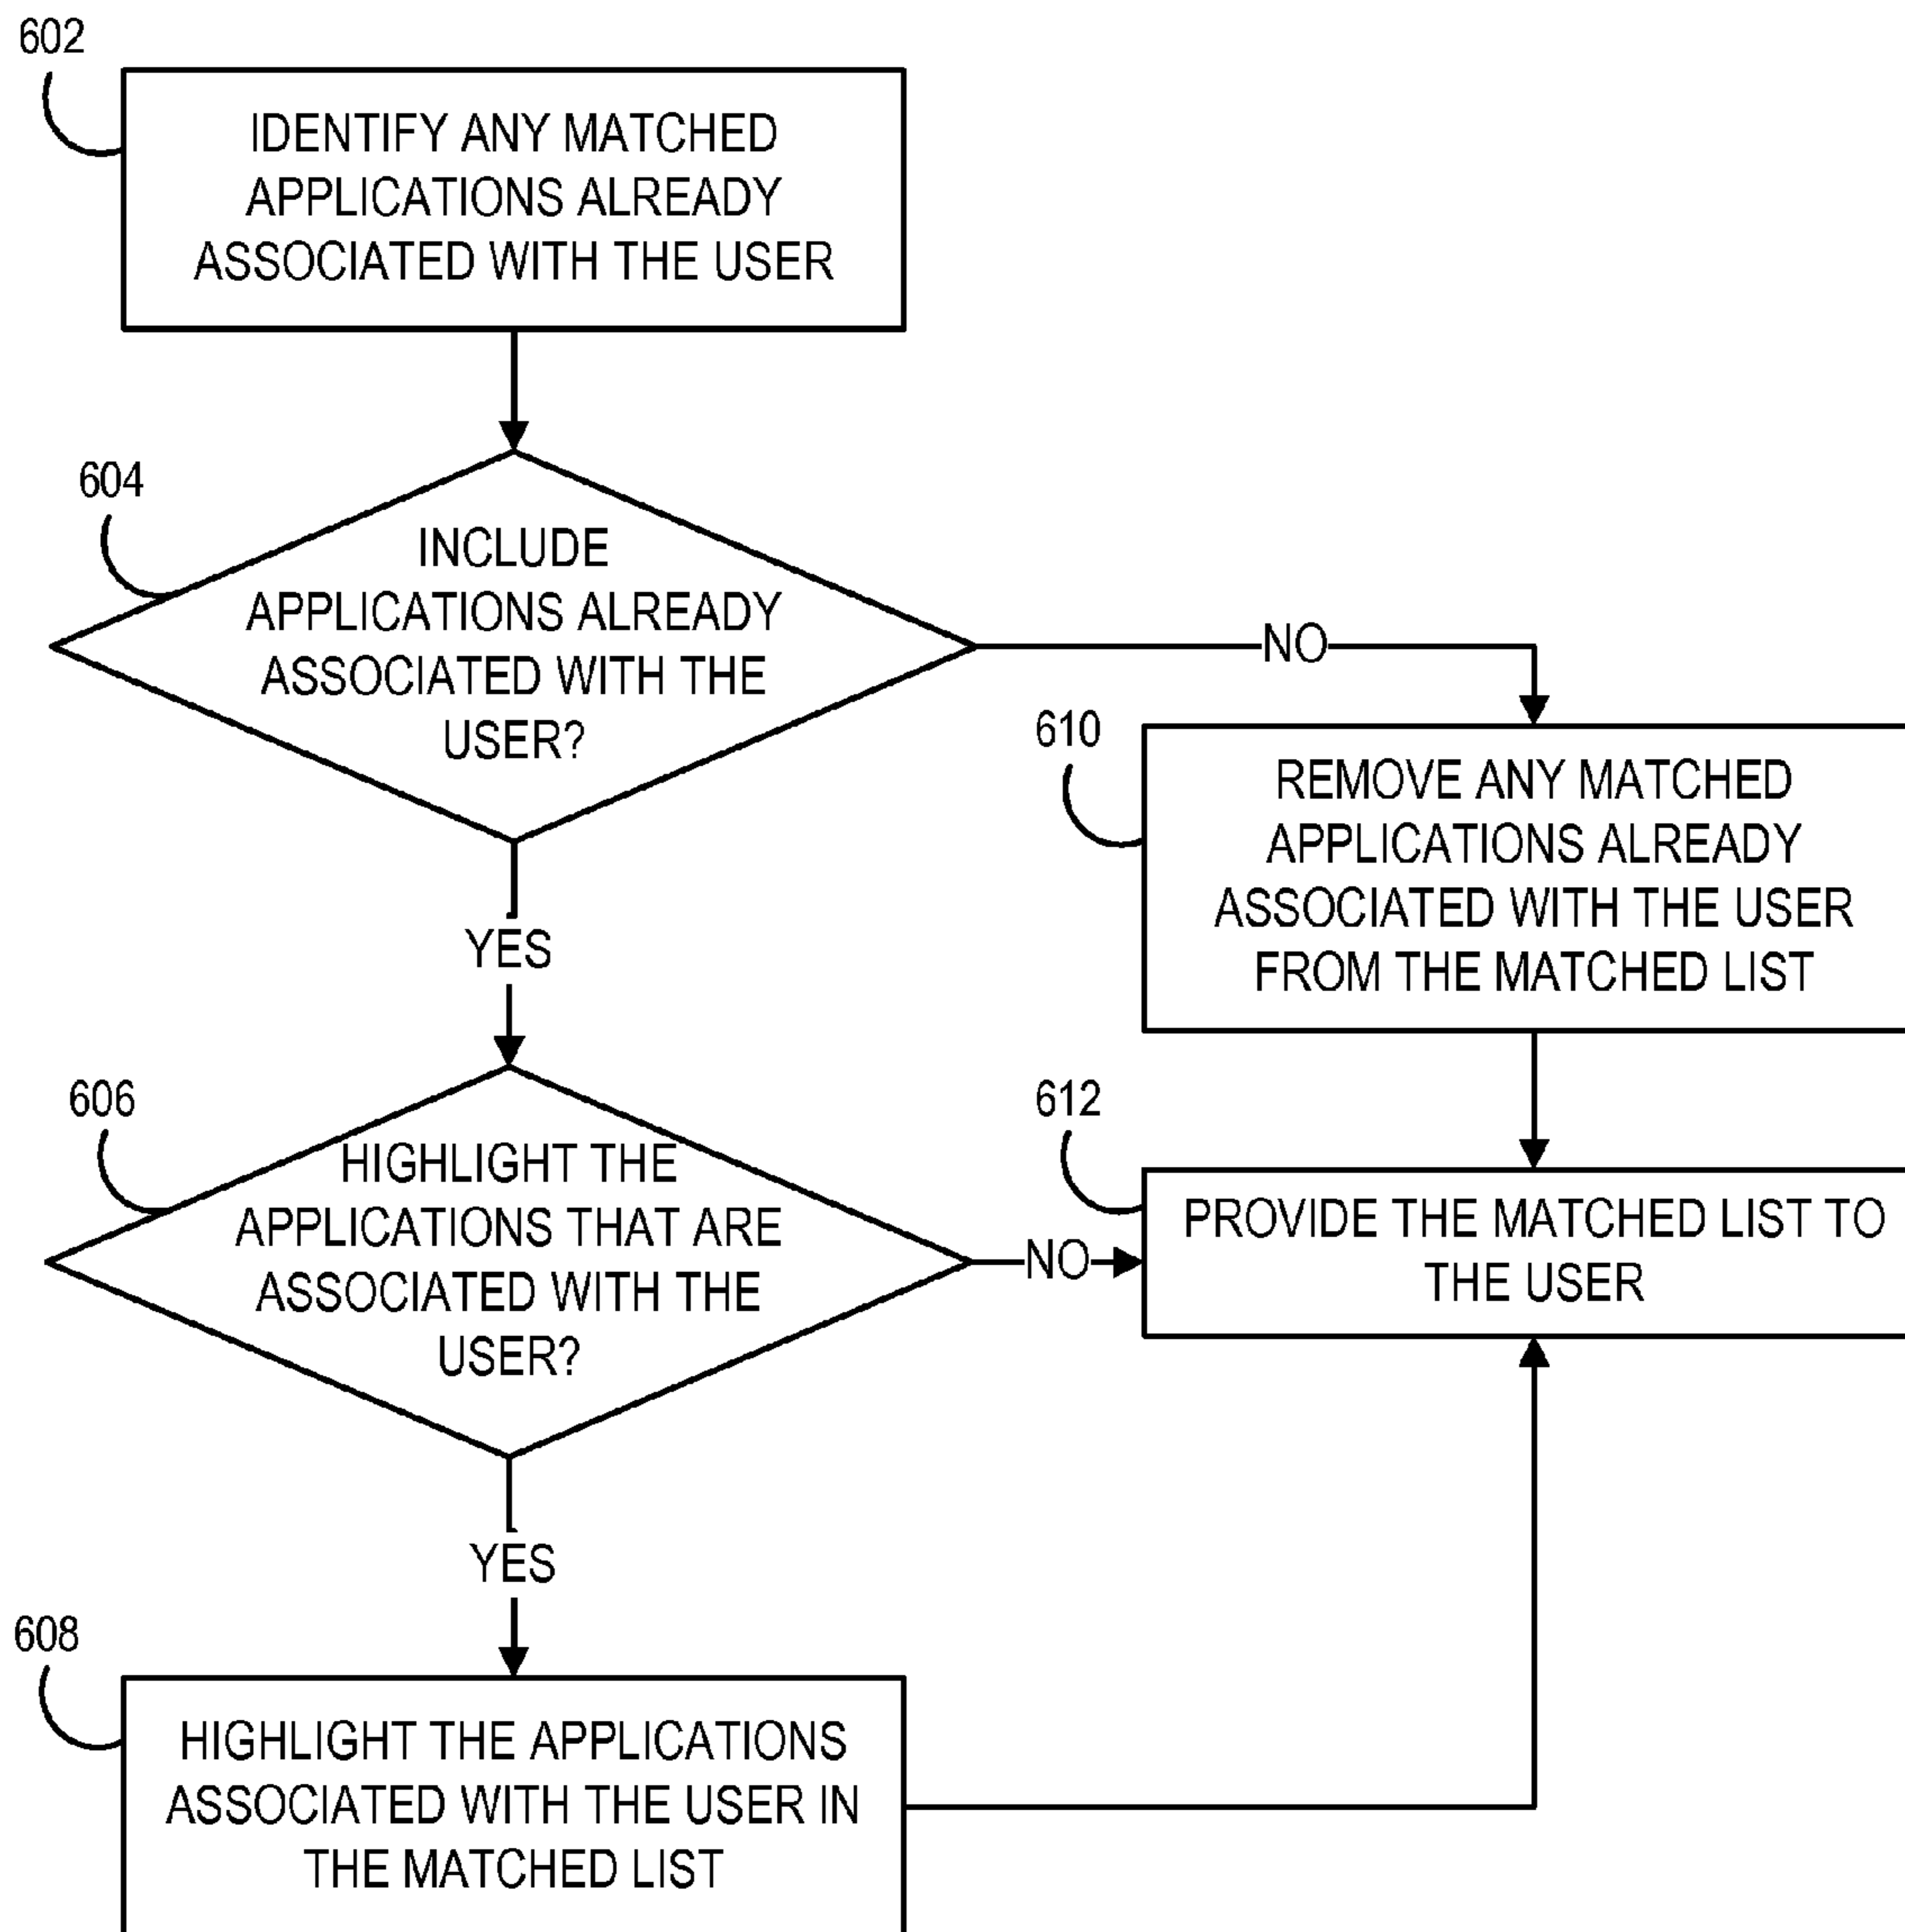 602
IDENTIFY ANY MATCHED
APPLICATIONS ALREADY
ASSOCIATED WITH THE USER
604
INCLUDE
APPLICATIONS ALREADY
ASSOCIATED WITH THE
USER?
NO
610
REMOVE ANY MATCHED
APPLICATIONS ALREADY
ASSOCIATED WITH THE USER
FROM THE MATCHED LIST
YES
606
HIGHLIGHT THE
APPLICATIONS THAT ARE
ASSOCIATED WITH THE
USER?
NO
612
PROVIDE THE MATCHED LIST TO
THE USER
YES
608
HIGHLIGHT THE APPLICATIONS
ASSOCIATED WITH THE USER IN
THE MATCHED LIST